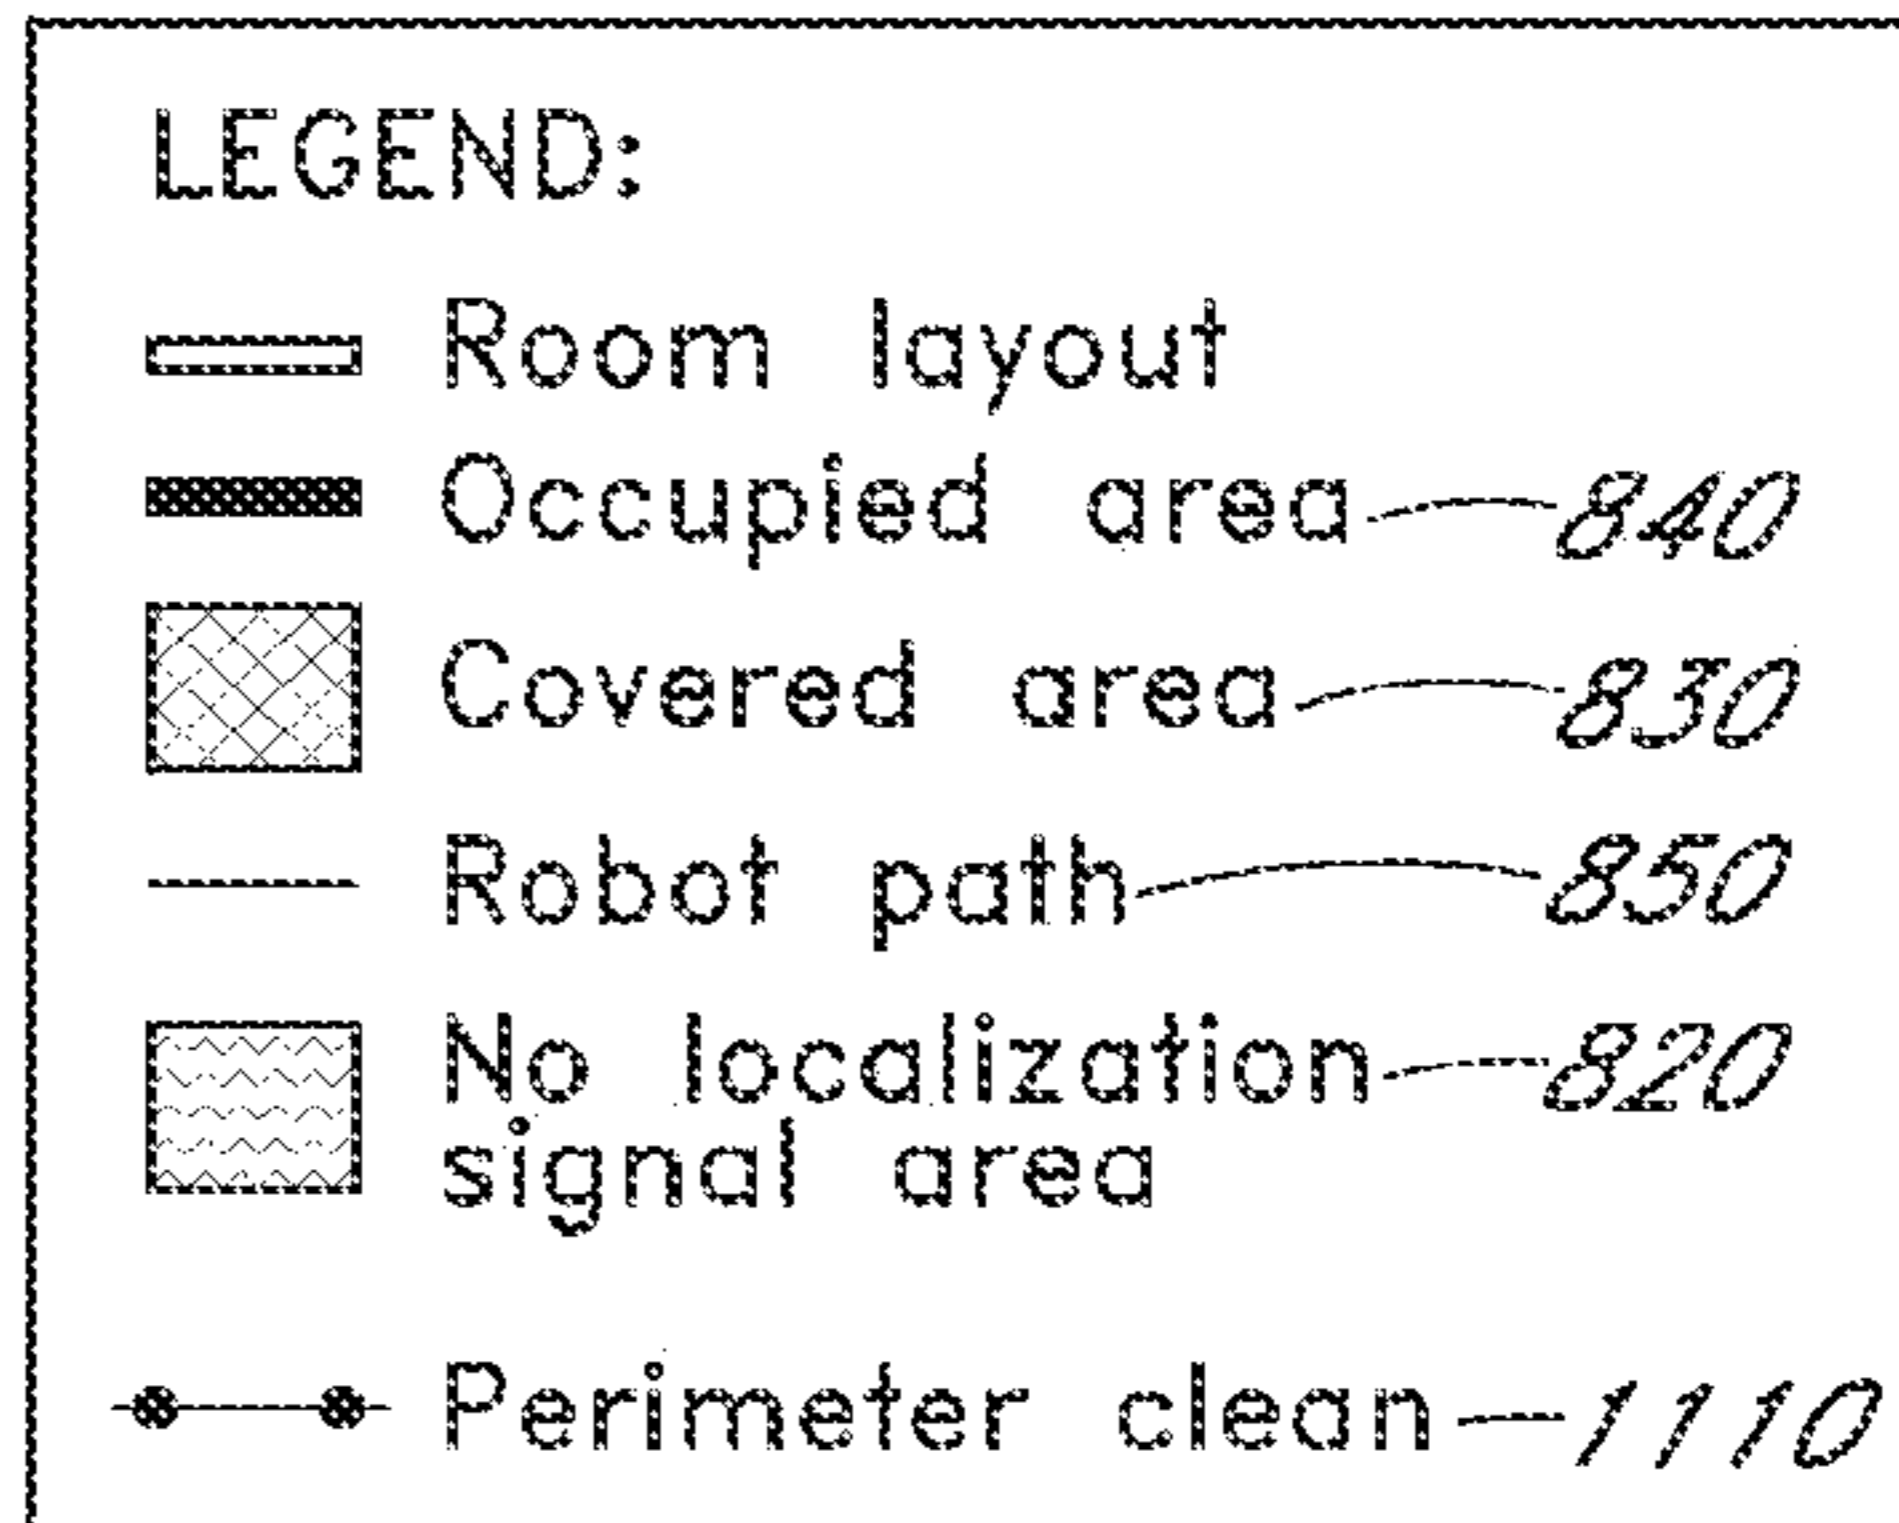 LEGEND:
Room layout
Occupied area 840
Covered area 830
Robot path 850
No localization 820
signal area
Perimeter clean 1110